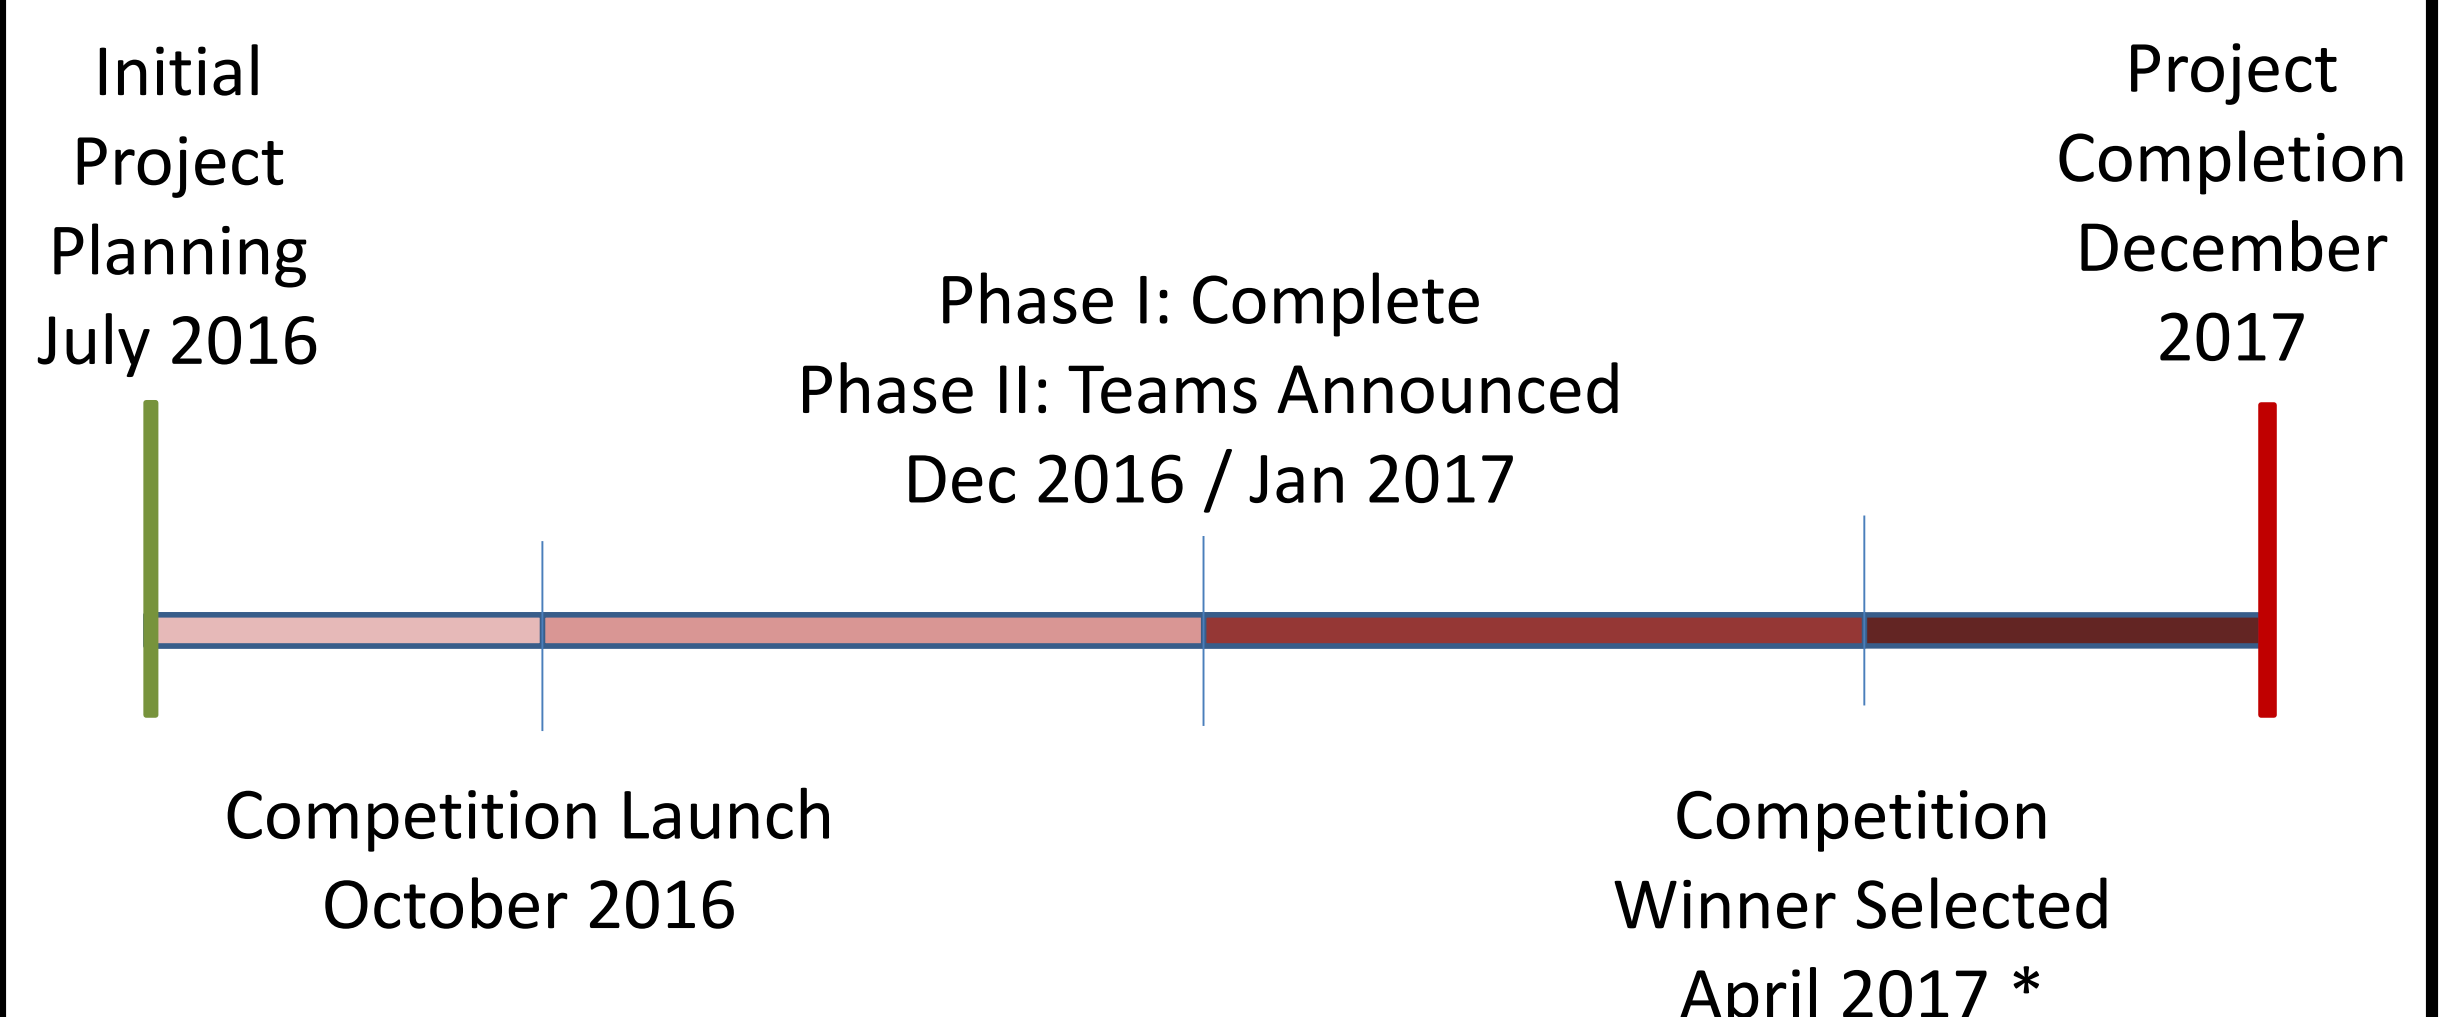 Initial
Project
Planning
July 2016
Phase I: Complete
Phase II: Teams Announced
Dec 2016 / Jan 2017
Project
Completion
December
2017
Competition Launch
October 2016
Competition
Winner Selected
April 2017 *